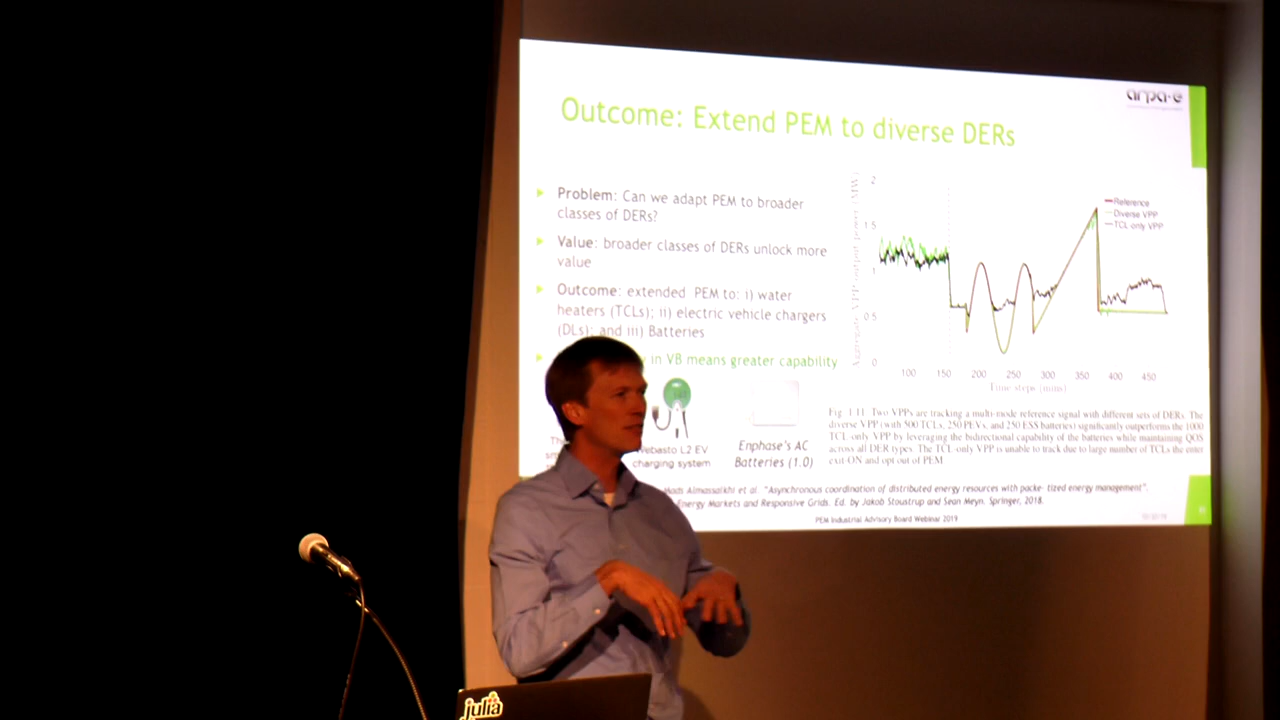 arpa·e
Outcome: Extend PEM to diverse DERs
Problem: Can we adapt PEM to broader
classes of DERs?
Value: broader classes of DERs unlock more
value
Outcome: extended PEM to: i) water
heaters (TCLs); ii) electric vehicle chargers
(DLs); and iii) Batteries
in VB means greater capability
Webasto L2 EV
charging system
Enphase's AC
Batteries (1.0)
Aggregate VPP output power (MW)
2
1.5
1
0.5
0
100 150 200 250 300 350 400 450
Time steps (mins)
Reference
Diverse VPP
TCL-only VPP
Fig. 1.11 Two VPPs are tracking a multi-mode reference signal with different sets of DERs. The
diverse VPP (with 500 TCLs, 250 PEVs, and 250 ESS batteries) significantly outperforms the 1000
TCL-only VPP by leveraging the bidirectional capability of the batteries while maintaining QOS
across all DER types. The TCL-only VPP is unable to track due to large number of TCLs the enter
exit-ON and opt out of PEM
Mads Almassalkhi et al. "Asynchronous coordination of distributed energy resources with packe- tized energy management".
Energy Markets and Responsive Grids. Ed. by Jakob Stoustrup and Sean Meyn. Springer, 2018.
PEM Industrial Advisory Board Webinar 2019
julia